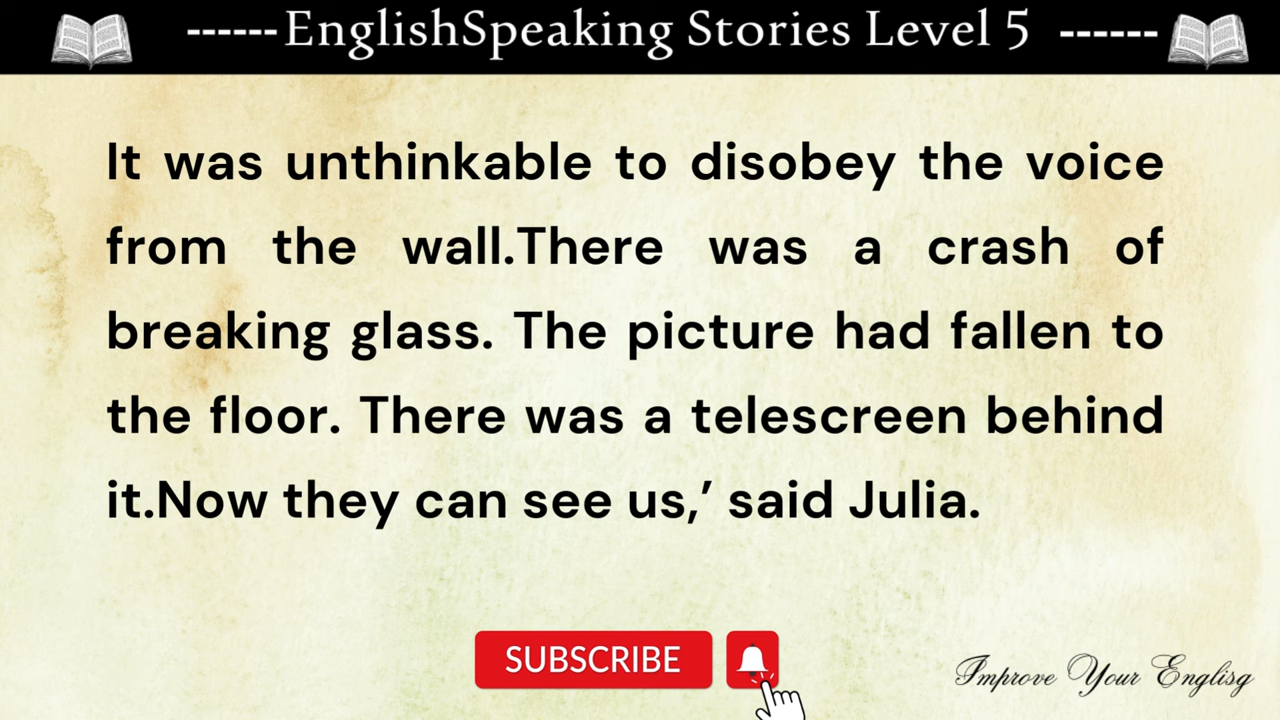 ------EnglishSpeaking Stories Level 5 ------
It was unthinkable to disobey the voice
from the wall.There was a crash of
breaking glass. The picture had fallen to
the floor. There was a telescreen behind
it.Now they can see us,’ said Julia.
SUBSCRIBE
Improve Your Englisg